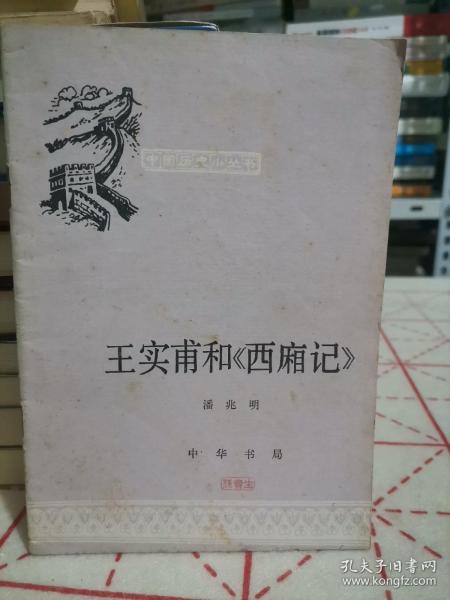 中国历史小丛书
王实甫和《西厢记》
潘兆明
中华书局
孔夫子旧书网
www.kongfz.com